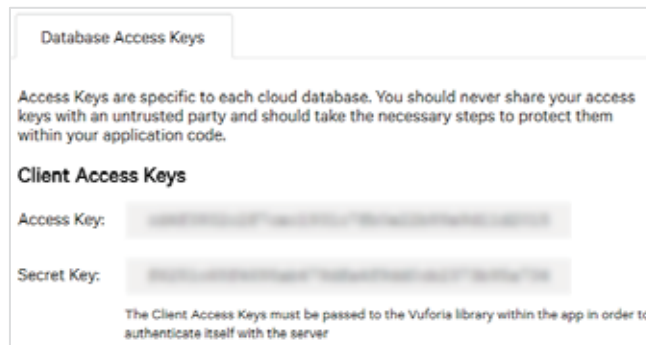 Database Access Keys
Access Keys are specific to each cloud database. You should never share your access
keys with an untrusted party and should take the necessary steps to protect them
within your application code.
Client Access Keys
Access Key:
Secret Key:
The Client Access Keys must be passed to the Vuforia library within the app in order to
authenticate itself with the server